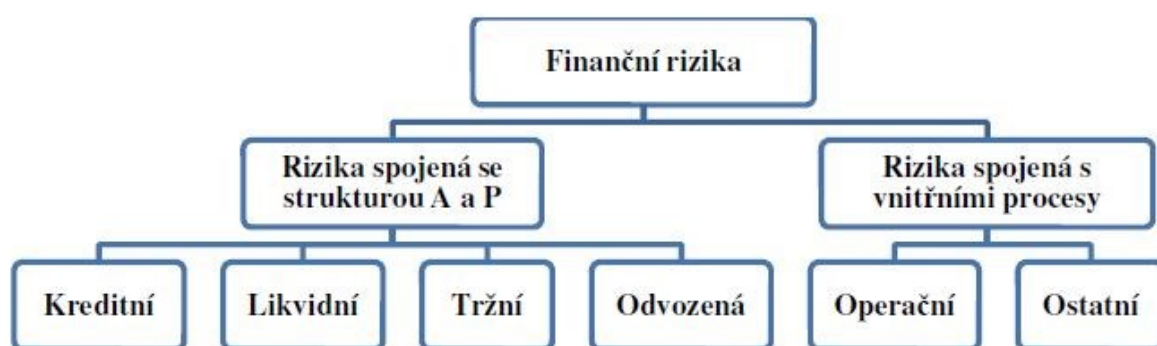 Finanční rizika
Rizika spojená se
strukturou A a P
Rizika spojená s
vnitřními procesy
Kreditní
Likvidní
Tržní
Odvozená
Operační
Ostatní